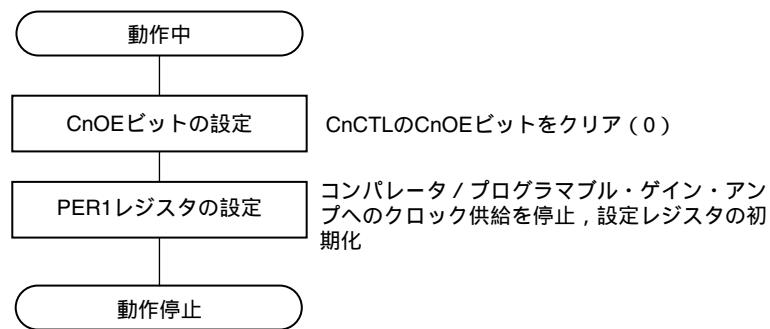 動作中
CnOEビットの設定
CnCTLのCnOEビットをクリア(0)
PER1レジスタの設定
コンパレータ/プログラマブル・ゲイン・アン
プへのクロック供給を停止,設定レジスタの初
期化
動作停止